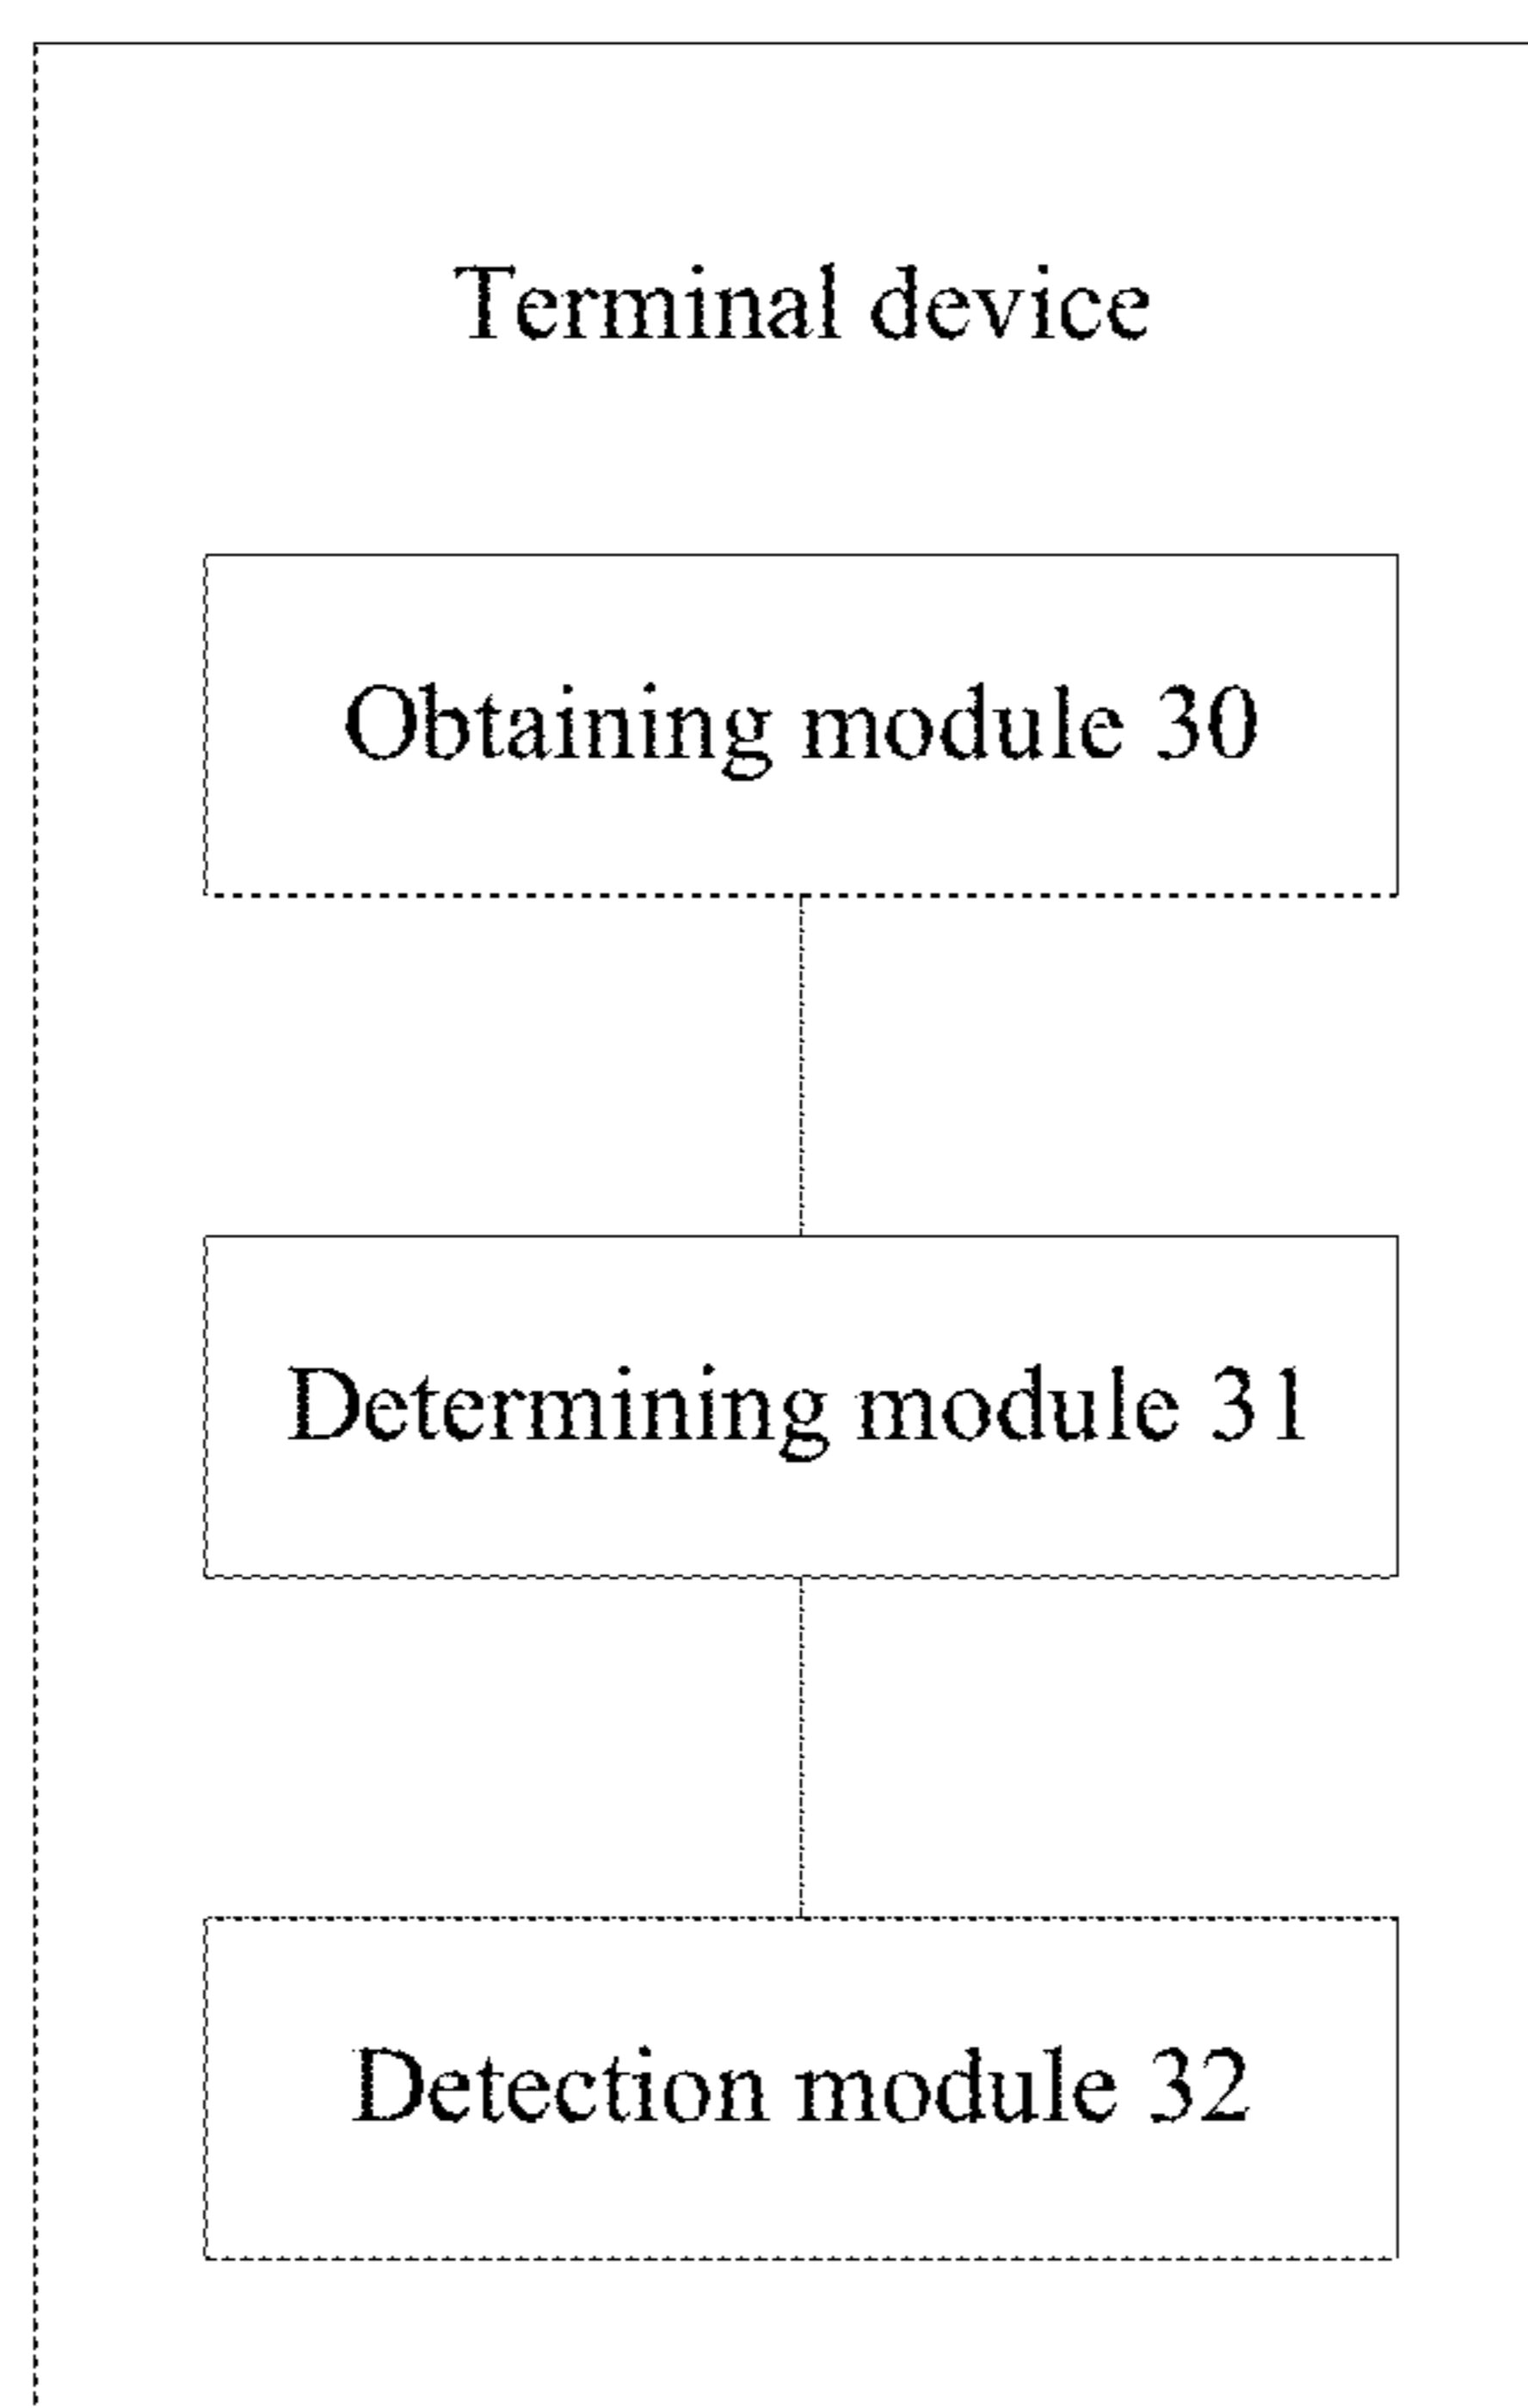 Terminal device
Obtaining module 30
Determining module 31
Detection module 32